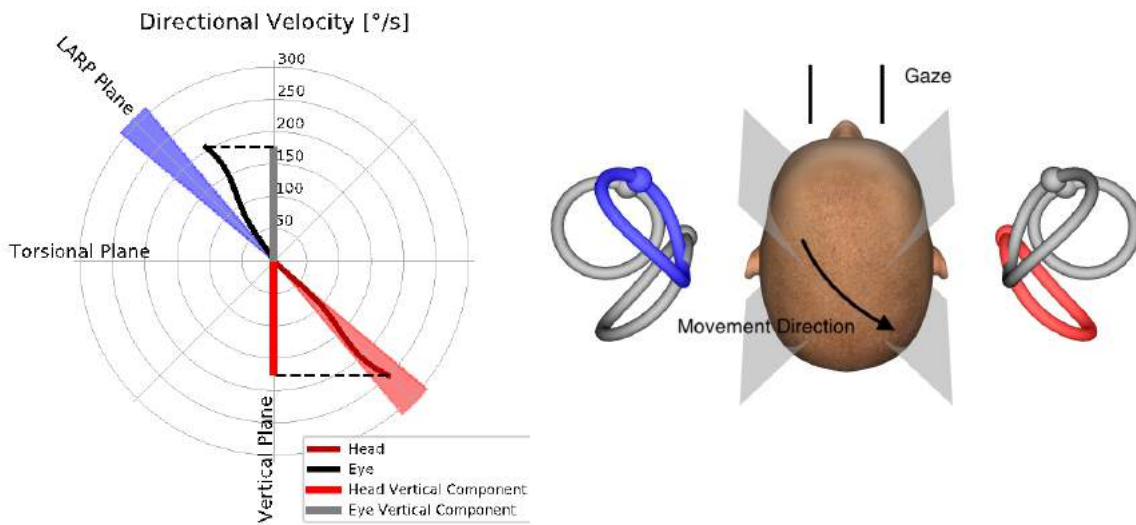 Directional Velocity [°/s]
LARP Plane
300
250
200
150
100
50
Torsional Plane
Vertical Plane
Head
Eye
Head Vertical Component
Eye Vertical Component
Gaze
Movement Direction